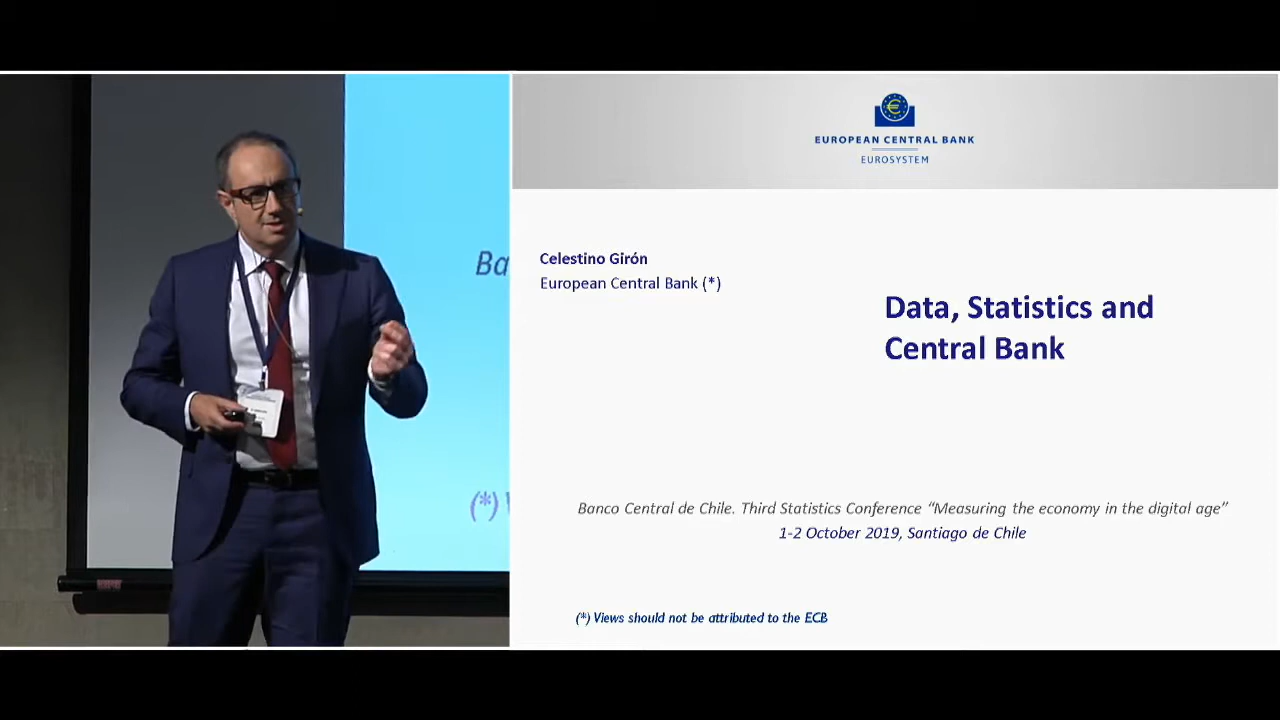 EUROPEAN CENTRAL BANK
EUROSYSTEM
Celestino Girón
European Central Bank (*)
Data, Statistics and
Central Bank
Banco Central de Chile. Third Statistics Conference “Measuring the economy in the digital age”
1-2 October 2019, Santiago de Chile
(*) Views should not be attributed to the ECB
Ba
(*)